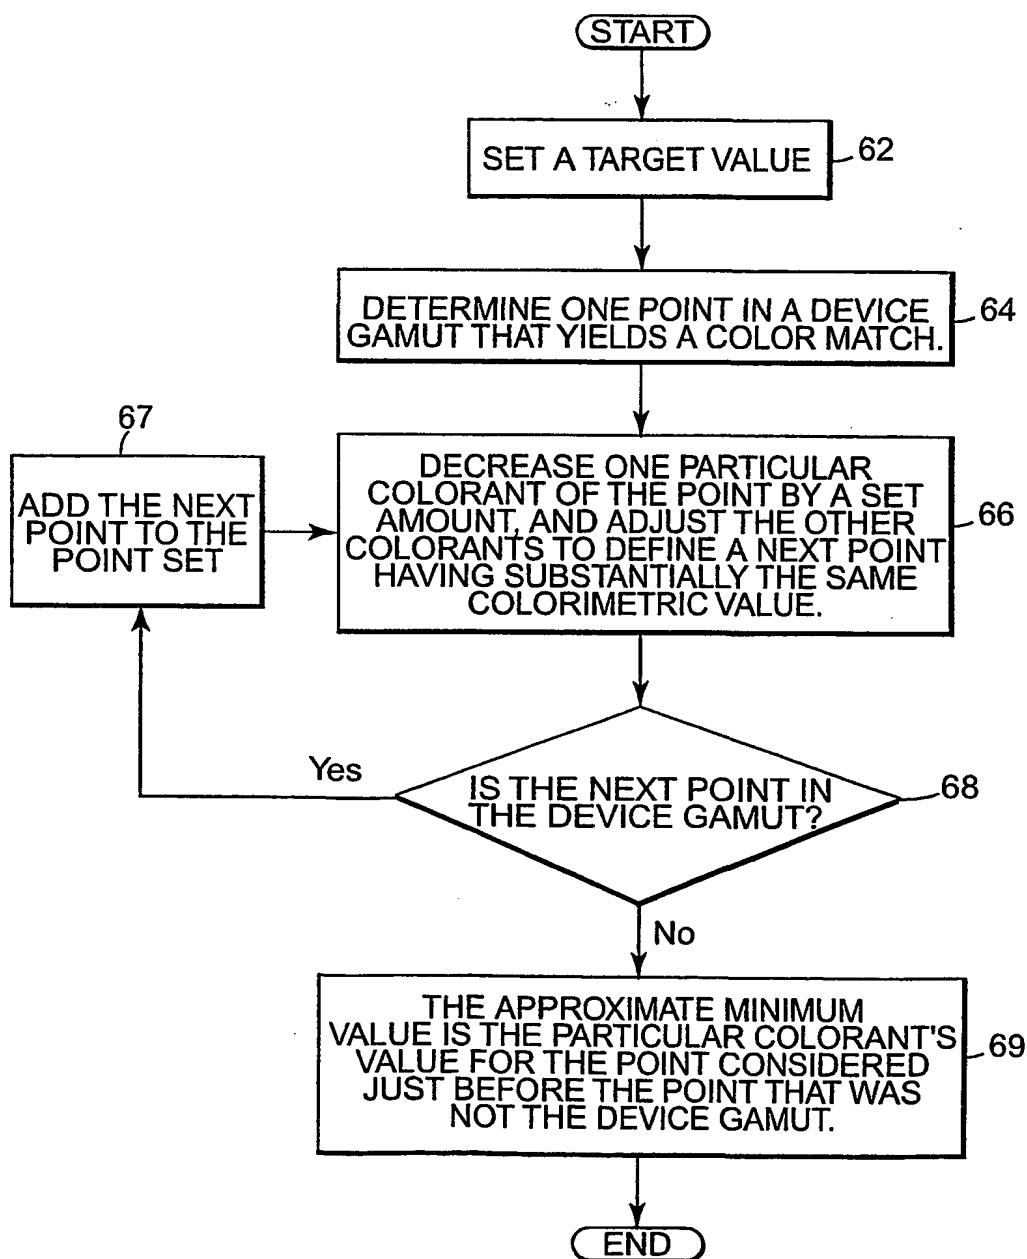 START
SET A TARGET VALUE
62
DETERMINE ONE POINT IN A DEVICE
GAMUT THAT YIELDS A COLOR MATCH.
64
67
ADD THE NEXT
POINT TO THE
POINT SET
DECREASE ONE PARTICULAR
COLORANT OF THE POINT BY A SET
AMOUNT, AND ADJUST THE OTHER
COLORANTS TO DEFINE A NEXT POINT
HAVING SUBSTANTIALLY THE SAME
COLORIMETRIC VALUE.
66
Yes
IS THE NEXT POINT IN
THE DEVICE GAMUT?
68
No
THE APPROXIMATE MINIMUM
VALUE IS THE PARTICULAR COLORANT'S
VALUE FOR THE POINT CONSIDERED
JUST BEFORE THE POINT THAT WAS
NOT THE DEVICE GAMUT.
69
END